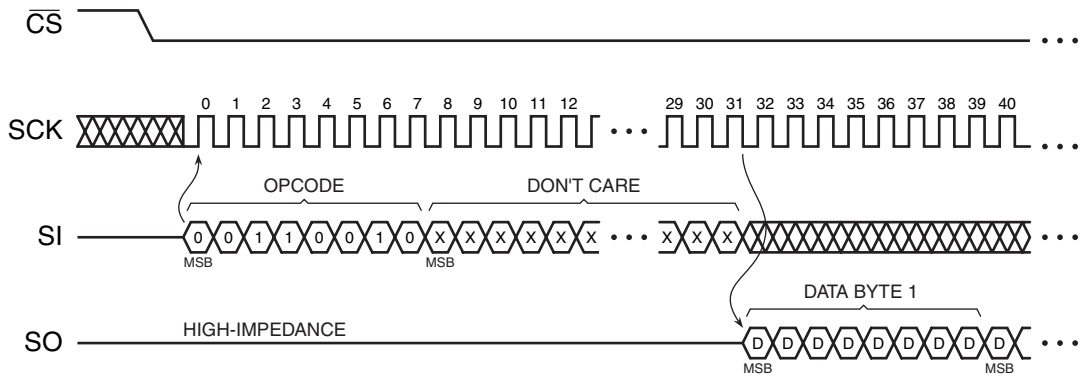 CS
0 1 2 3 4 5 6 7 8 9 10 11 12 29 30 31 32 33 34 35 36 37 38 39 40
SCK
OPCODE DON'T CARE
SI 0 0 1 1 0 0 1 0 X X X X X X X X X
MSB MSB
DATA BYTE 1
HIGH-IMPEDANCE
SO D D D D D D D D D
MSB MSB